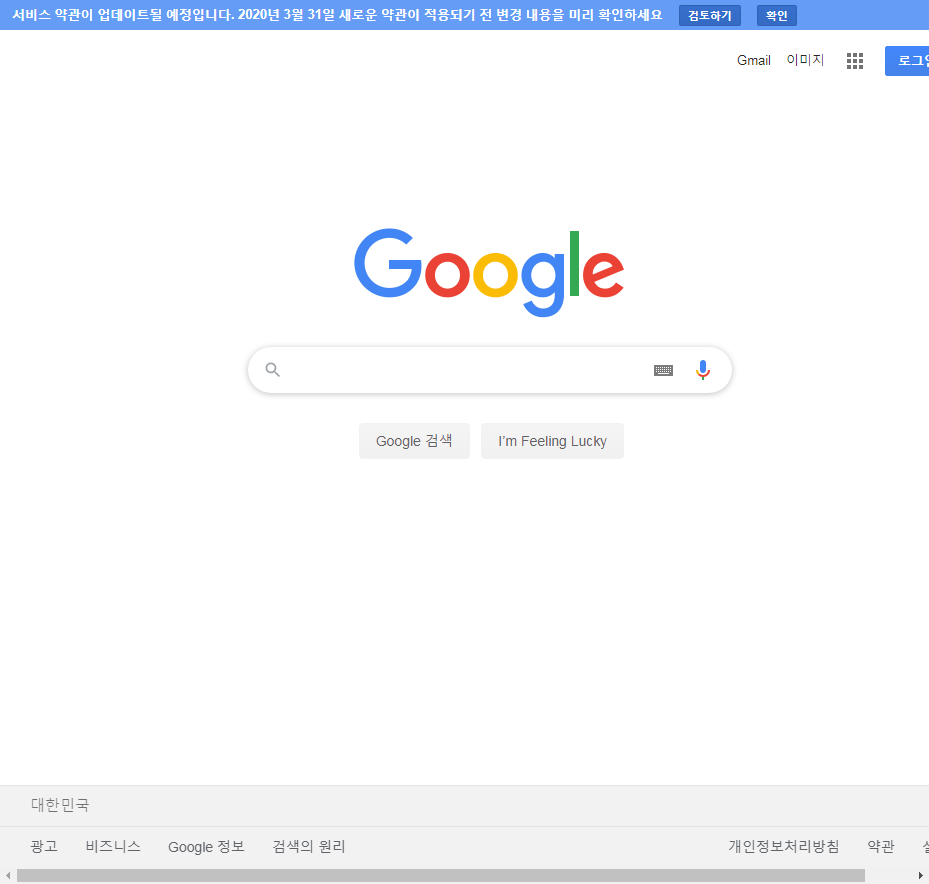 서비스 약관이 업데이트될 예정입니다. 2020년 3월 31일 새로운 약관이 적용되기 전 변경 내용을 미리 확인하세요 검토하기 확인
Gmail 이미지
Google
Google 검색 I'm Feeling Lucky
대한민국
광고 비즈니스 Google 정보 검색의 원리 개인정보처리방침 약관